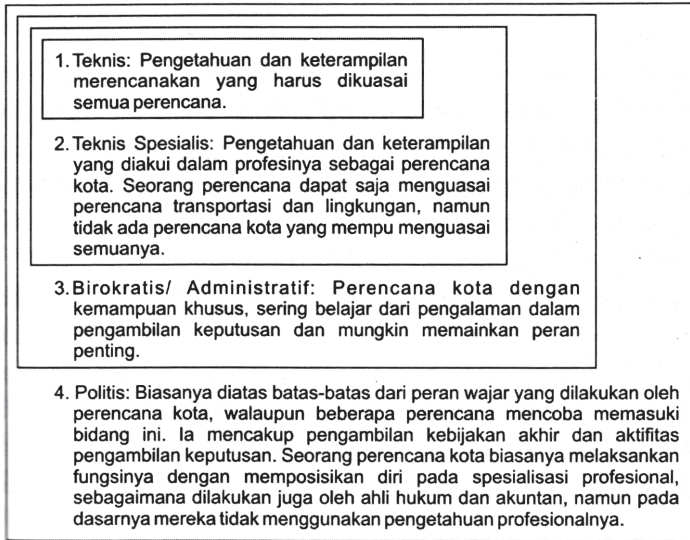 1. Teknis: Pengetahuan dan keterampilan
merencanakan yang harus dikuasai
semua perencana.
2. Teknis Spesialis: Pengetahuan dan keterampilan
yang diakui dalam profesinya sebagai perencana
kota. Seorang perencana dapat saja menguasai
perencana transportasi dan lingkungan, namun
tidak ada perencana kota yang mempu menguasai
semuanya.
3. Birokratis/ Administratif: Perencana kota dengan
kemampuan khusus, sering belajar dari pengalaman dalam
pengambilan keputusan dan mungkin memainkan peran
penting.
4. Politis: Biasanya diatas batas-batas dari peran wajar yang dilakukan oleh
perencana kota, walaupun beberapa perencana mencoba memasuki
bidang ini. Ia mencakup pengambilan kebijakan akhir dan aktifitas
pengambilan keputusan. Seorang perencana kota biasanya melaksankan
fungsinya dengan memposisikan diri pada spesialisasi profesional,
sebagaimana dilakukan juga oleh ahli hukum dan akuntan, namun pada
dasarnya mereka tidak menggunakan pengetahuan profesionalnya.